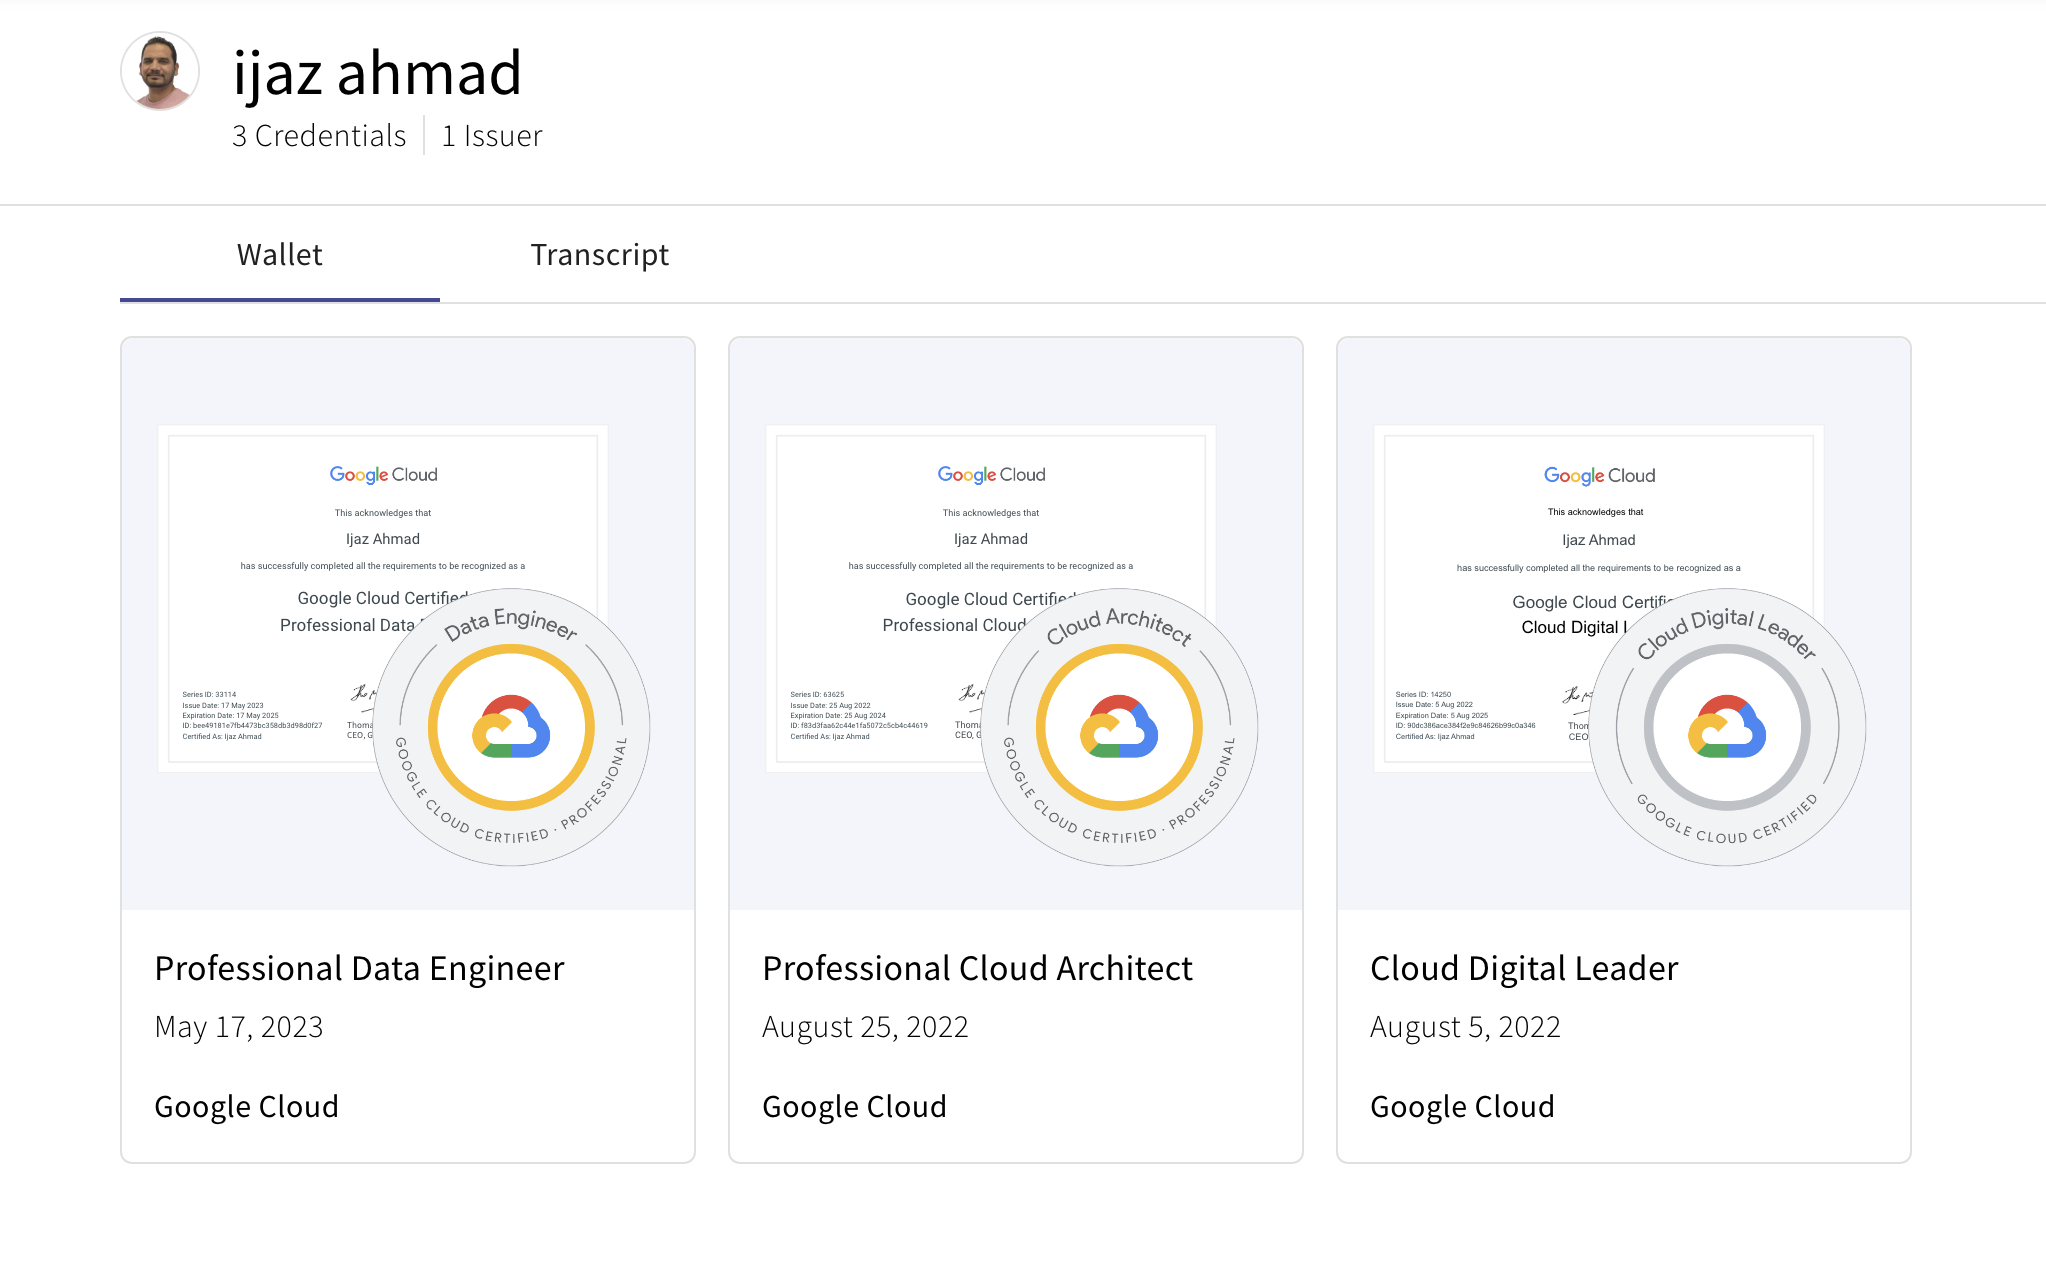 ijaz ahmad
3 Credentials | 1 Issuer
Wallet
Transcript
Google Cloud
This acknowledges that
Ijaz Ahmad
has successfully completed all the requirements to be recognized as a
Google Cloud Certified
Professional Data
Series ID: 33114
Issue Date: 17 May 2023
Expiration Date: 17 May 2025
ID: bee49181e7fb4473bc358db3d98d0f27
Certified As: Ijaz Ahmad
Thoma
CEO, G
Data Engineer
GOOGLE CLOUD CERTIFIED · PROFESSIONAL
Professional Data Engineer
May 17, 2023
Google Cloud
Google Cloud
This acknowledges that
Ijaz Ahmad
has successfully completed all the requirements to be recognized as a
Google Cloud Certified
Professional Cloud
Series ID: 63625
Issue Date: 25 Aug 2022
Expiration Date: 25 Aug 2024
ID: f83d3faa62c44e1fa5072c5cb4c44619
Certified As: Ijaz Ahmad
Thoma
CEO, G
Cloud Architect
GOOGLE CLOUD CERTIFIED · PROFESSIONAL
Professional Cloud Architect
August 25, 2022
Google Cloud
Google Cloud
This acknowledges that
Ijaz Ahmad
has successfully completed all the requirements to be recognized as a
Google Cloud Certifie
Cloud Digital L
Series ID: 14250
Issue Date: 5 Aug 2022
Expiration Date: 5 Aug 2025
ID: 90dc386ace384f2e9c84626b99c0a346
Certified As: Ijaz Ahmad
Thon
CEO
Cloud Digital Leader
GOOGLE CLOUD CERTIFIED
Cloud Digital Leader
August 5, 2022
Google Cloud